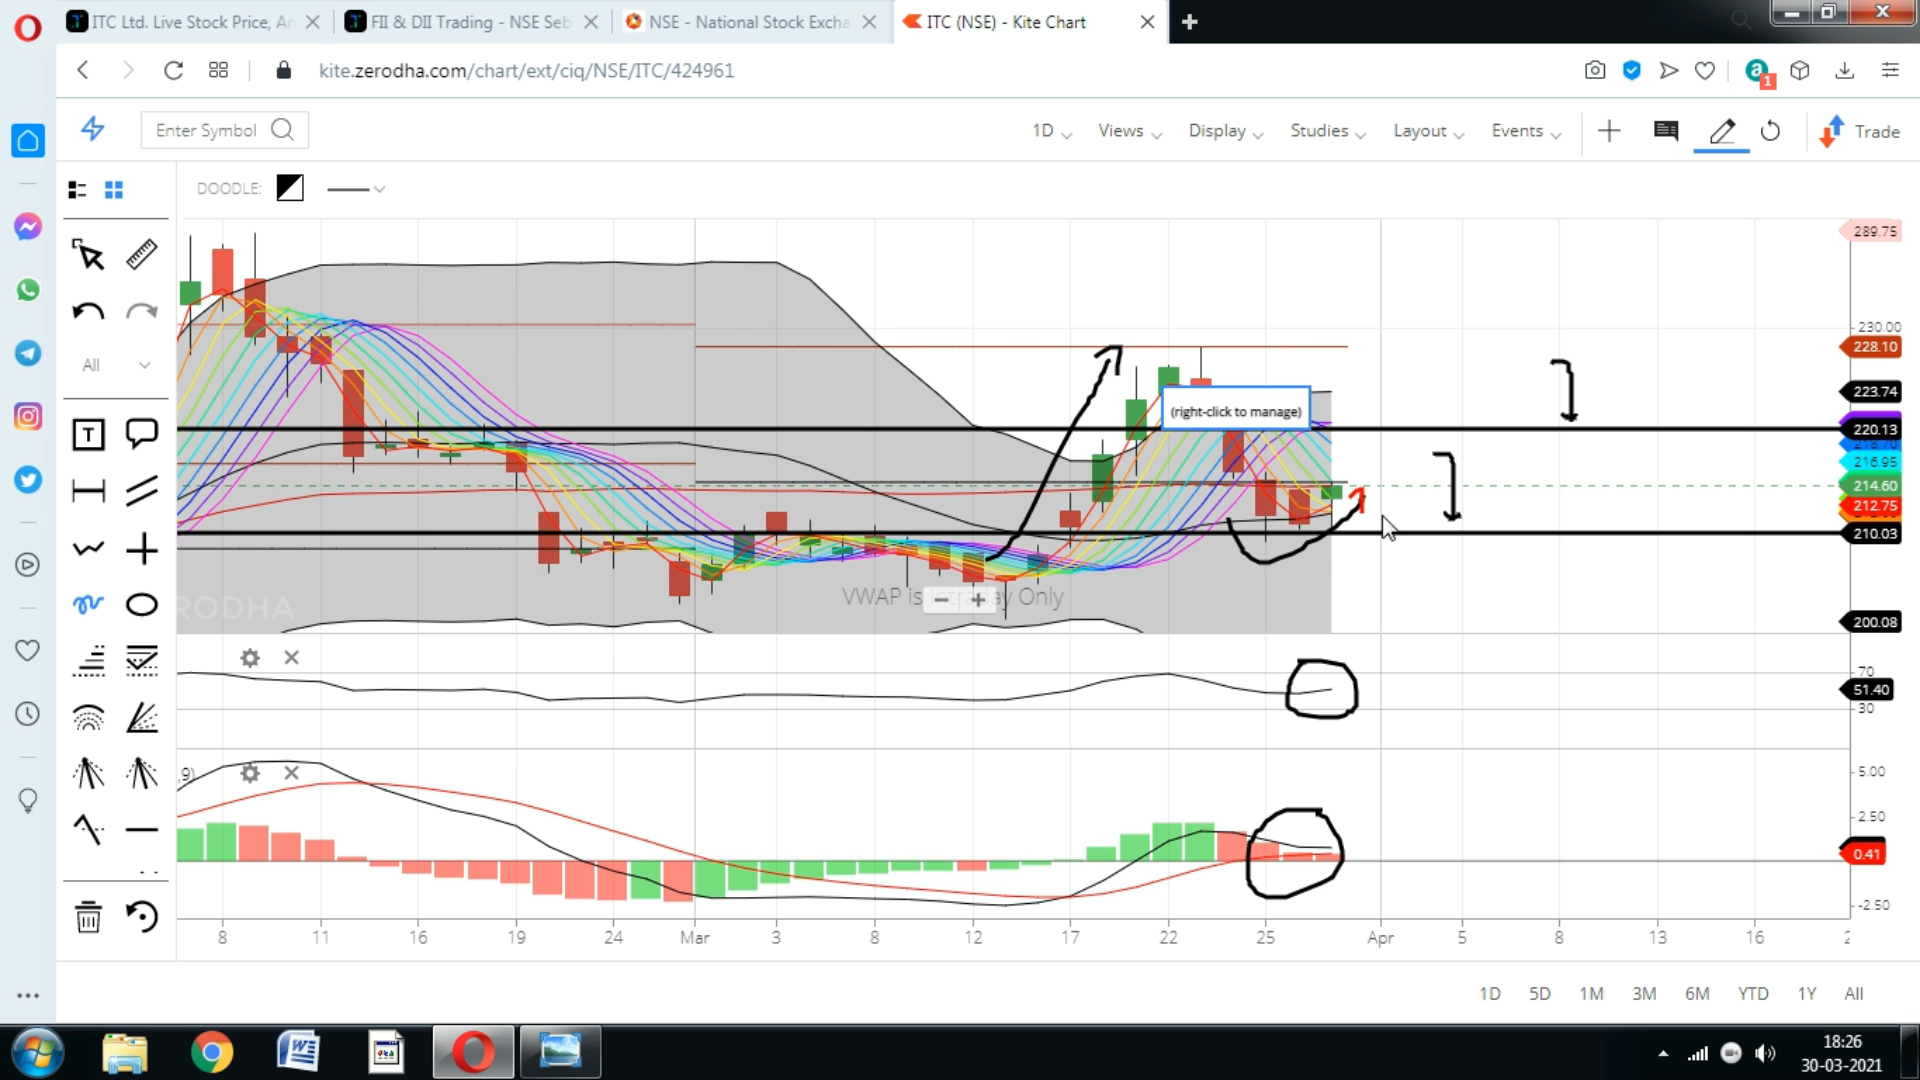 ITC Ltd. Live Stock Price, An
FII & DII Trading - NSE Seb
NSE - National Stock Excha
ITC (NSE) - Kite Chart
kite.zerodha.com/chart/ext/ciq/NSE/ITC/424961
a
1
Enter Symbol
1D Views Display Studies Layout Events Trade
DOODLE:
All
T
289.75
230.00
228.10
223.74
220.13
216.95
214.60
212.75
210.03
200.08
(right-click to manage)
VWAP is Intraday Only
RODHA
70
51.40
30
,9)
5.00
2.50
0.41
-2.50
8 11 16 19 24 Mar 3 8 12 17 22 25 Apr 5 8 13 16 2
1D 5D 1M 3M 6M YTD 1Y All
18:26
30-03-2021